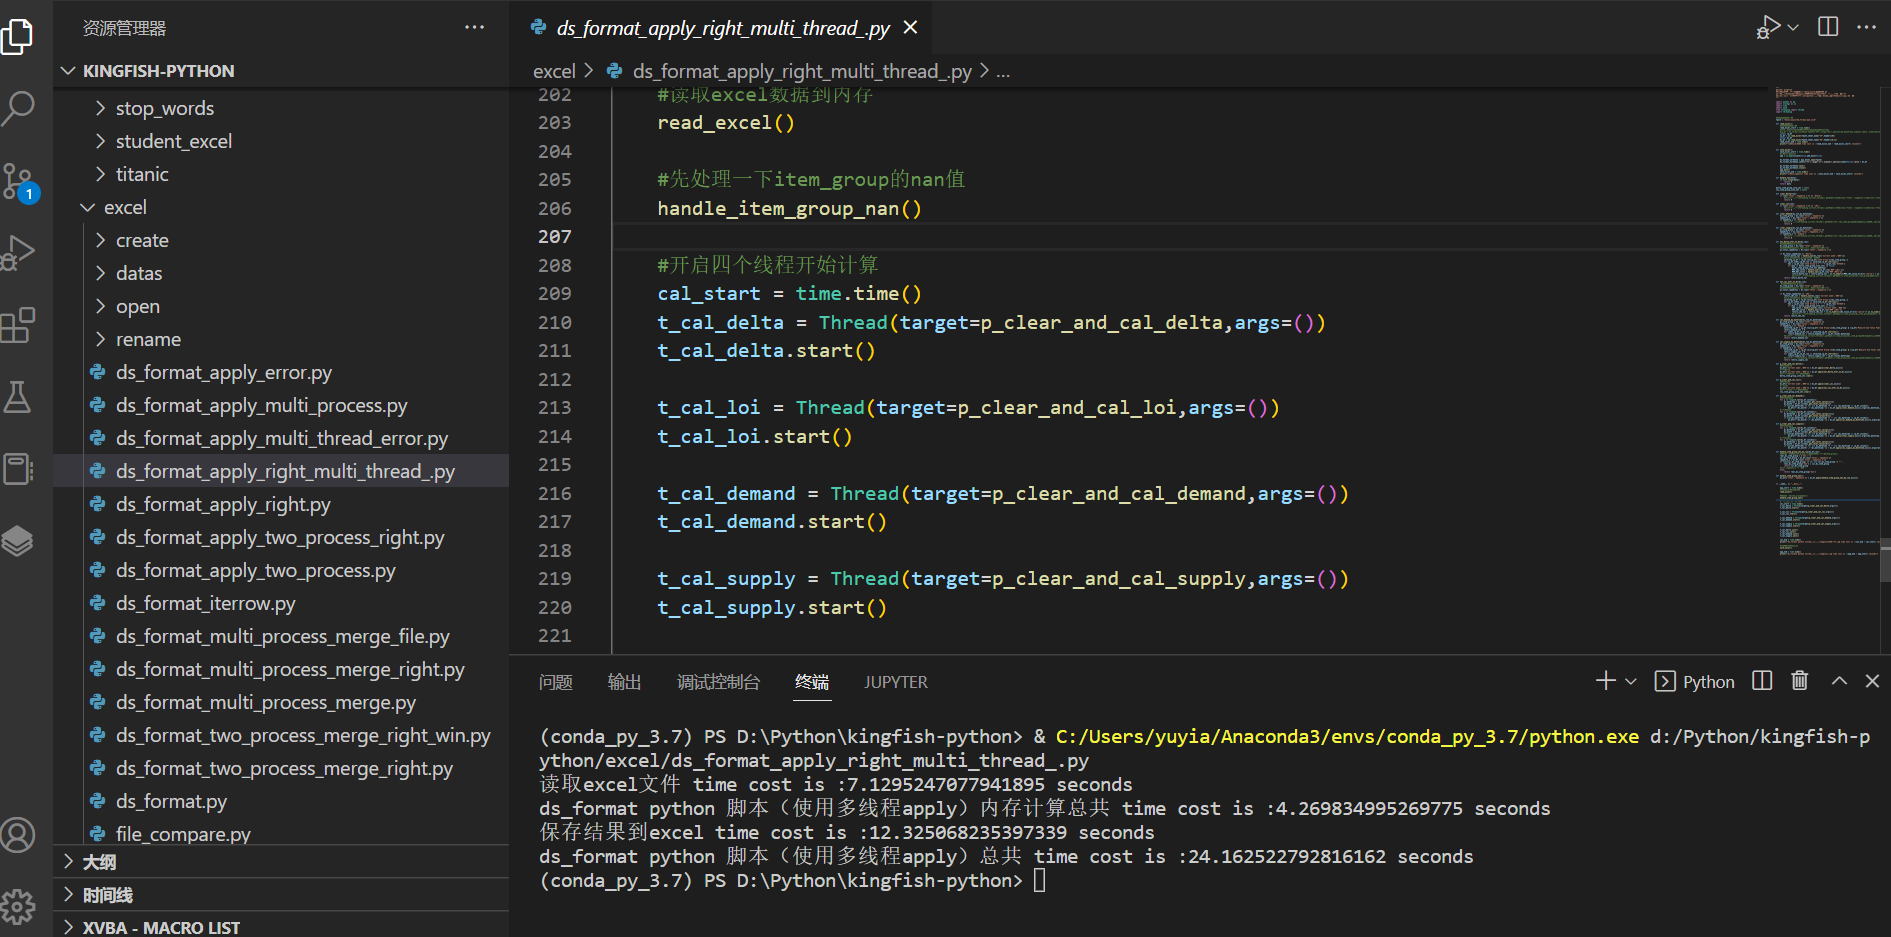 资源管理器
KINGFISH-PYTHON
stop_words
student_excel
titanic
excel
create
datas
open
rename
ds_format_apply_error.py
ds_format_apply_multi_process.py
ds_format_apply_multi_thread_error.py
ds_format_apply_right_multi_thread_.py
ds_format_apply_right.py
ds_format_apply_two_process_right.py
ds_format_apply_two_process.py
ds_format_iterrow.py
ds_format_multi_process_merge_file.py
ds_format_multi_process_merge_right.py
ds_format_multi_process_merge.py
ds_format_two_process_merge_right_win.py
ds_format_two_process_merge_right.py
ds_format.py
file_compare.py
大纲
时间线
XVBA - MACRO LIST
1
ds_format_apply_right_multi_thread_.py
excel > ds_format_apply_right_multi_thread_.py > ...
202 #读取excel数据到内存
203 read_excel()
204
205 #先处理一下item_group的nan值
206 handle_item_group_nan()
207
208 #开启四个线程开始计算
209 cal_start = time.time()
210 t_cal_delta = Thread(target=p_clear_and_cal_delta,args=())
211 t_cal_delta.start()
212
213 t_cal_loi = Thread(target=p_clear_and_cal_loi,args=())
214 t_cal_loi.start()
215
216 t_cal_demand = Thread(target=p_clear_and_cal_demand,args=())
217 t_cal_demand.start()
218
219 t_cal_supply = Thread(target=p_clear_and_cal_supply,args=())
220 t_cal_supply.start()
221
问题 输出 调试控制台 终端 JUPYTER
Python
(conda_py_3.7) PS D:\Python\kingfish-python> & C:/Users/yuyia/Anaconda3/envs/conda_py_3.7/python.exe d:/Python/kingfish-p
ython/excel/ds_format_apply_right_multi_thread_.py
读取excel文件 time cost is :7.1295247077941895 seconds
ds_format python 脚本（使用多线程apply）内存计算总共 time cost is :4.269834995269775 seconds
保存结果到excel time cost is :12.325068235397339 seconds
ds_format python 脚本（使用多线程apply）总共 time cost is :24.162522792816162 seconds
(conda_py_3.7) PS D:\Python\kingfish-python>